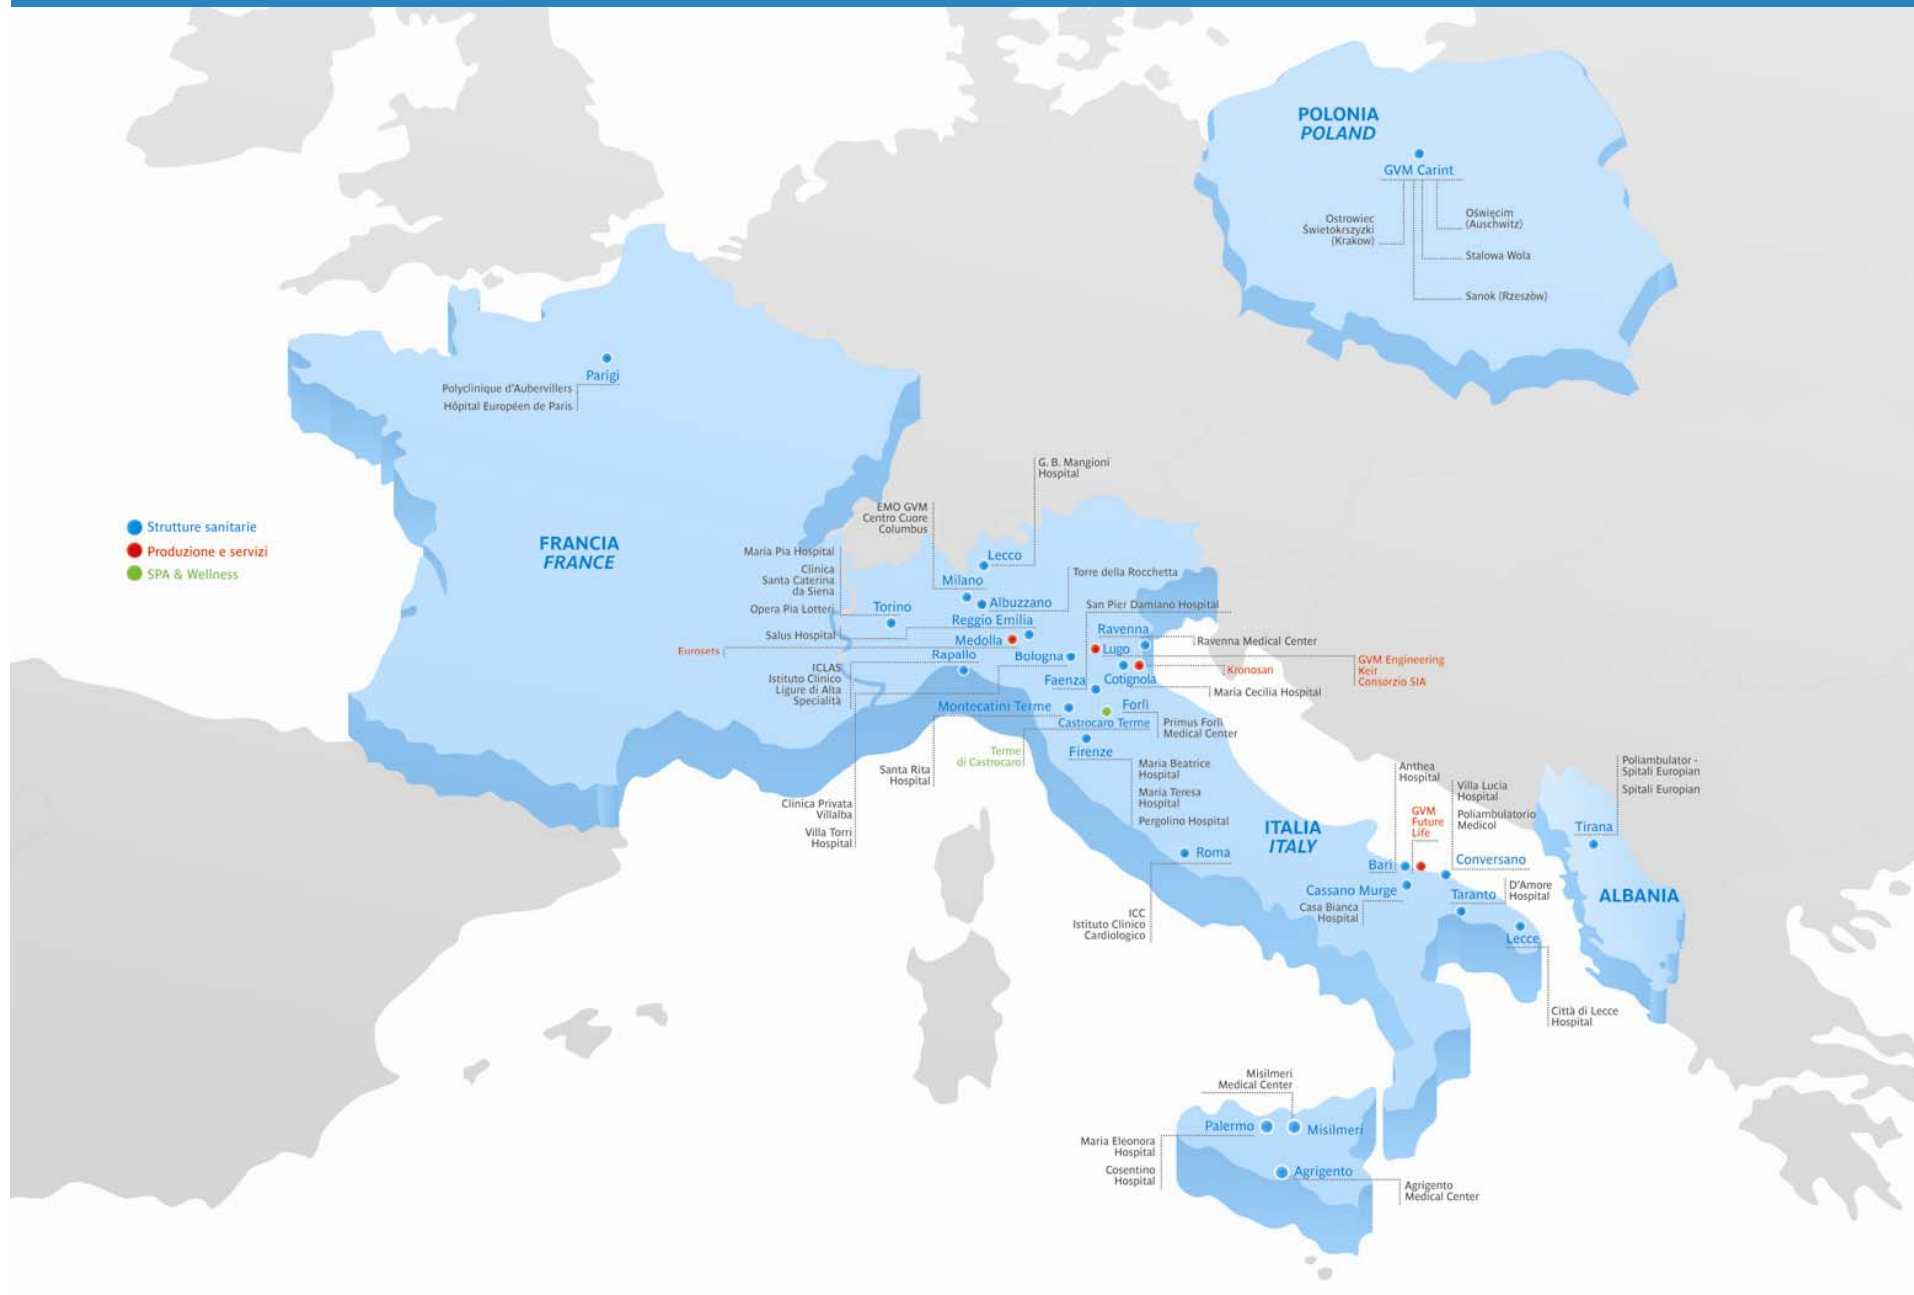 POLONIA
POLAND
GVM Carint
Ostrowiec
Świetokrszyzki
(Krakow)
Oświęcim
(Auschwitz)
Stalowa Wola
Sanok (Rzeszòw)
Parigi
Polyclinique d'Aubervillers
Hôpital Européen de Paris
Strutture sanitarie
Produzione e servizi
SPA & Wellness
FRANCIA
FRANCE
G. B. Mangioni
Hospital
EMO GVM
Centro Cuore
Columbus
Lecco
Maria Pia Hospital
Clinica
Santa Caterina
da Siena
Opera Pia Lotteri
Milano
Torre della Rocchetta
Albuzzano
Torino
San Pier Damiano Hospital
Reggio Emilia
Salus Hospital
Ravenna
Medolla
Ravenna Medical Center
Eurosets
Lugo
Rapallo
Bologna
GVM Engineering
Keir
Consorzio SIA
ICLAS
Istituto Clinico
Ligure di Alta
Specialità
Kronosan
Faenza
Cotignola
Maria Cecilia Hospital
Montecatini Terme
Forlì
Castrocaro Terme
Primus Forlì
Medical Center
Terme
di Castrocaro
Firenze
Santa Rita
Hospital
Maria Beatrice
Hospital
Maria Teresa
Hospital
Pergolino Hospital
Clinica Privata
Villalba
Villa Torri
Hospital
ITALIA
ITALY
Anthea
Hospital
Villa Lucia
Hospital
Poliambulatorio
Medicol
GVM
Future
Life
Poliambulator -
Spitali Europian
Spitali Europian
Tirana
Roma
Bari
Conversano
Cassano Murge
Casa Bianca
Hospital
Taranto
D'Amore
Hospital
ALBANIA
ICC
Istituto Clinico
Cardiologico
Lecce
Città di Lecce
Hospital
Misilmeri
Medical Center
Palermo
Misilmeri
Maria Eleonora
Hospital
Cosentino
Hospital
Agrigento
Agrigento
Medical Center